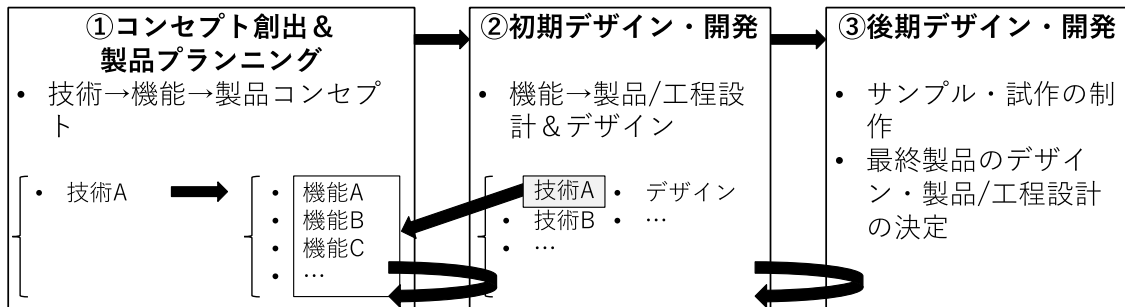 ①コンセプト創出＆
製品プランニング
• 技術→機能→製品コンセプ
ト
• 技術A
• 機能A
• 機能B
• 機能C
• …
②初期デザイン・開発
• 機能→製品/工程設
計＆デザイン
技術A • デザイン
• 技術B • …
• …
③後期デザイン・開発
• サンプル・試作の制
作
• 最終製品のデザイ
ン・製品/工程設計
の決定